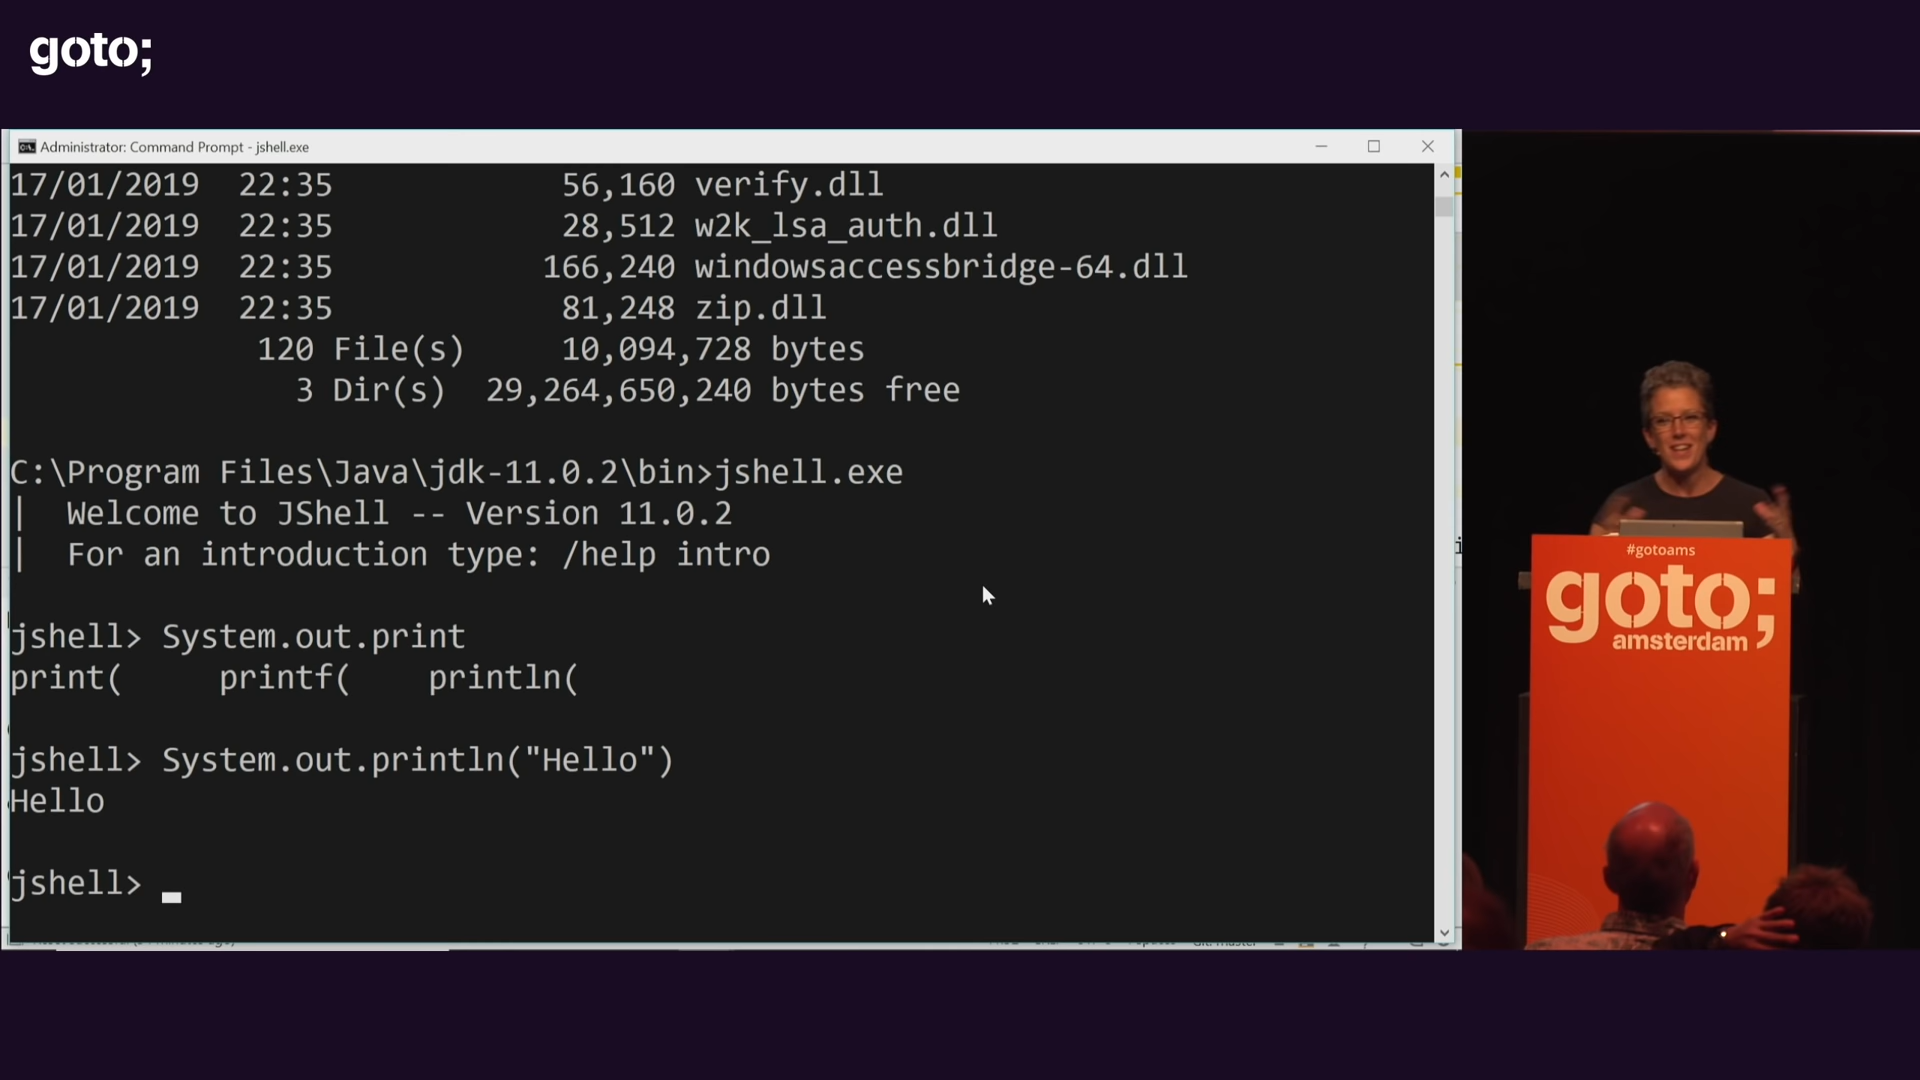 goto;
Administrator: Command Prompt - jshell.exe
17/01/2019  22:35            56,160 verify.dll
17/01/2019  22:35            28,512 w2k_lsa_auth.dll
17/01/2019  22:35           166,240 windowsaccessbridge-64.dll
17/01/2019  22:35            81,248 zip.dll
120 File(s)     10,094,728 bytes
3 Dir(s)  29,264,650,240 bytes free
C:\Program Files\Java\jdk-11.0.2\bin>jshell.exe
|  Welcome to JShell -- Version 11.0.2
|  For an introduction type: /help intro
jshell> System.out.print
print(     printf(    println(
jshell> System.out.println("Hello")
Hello
jshell>
#gotoams
goto;
amsterdam